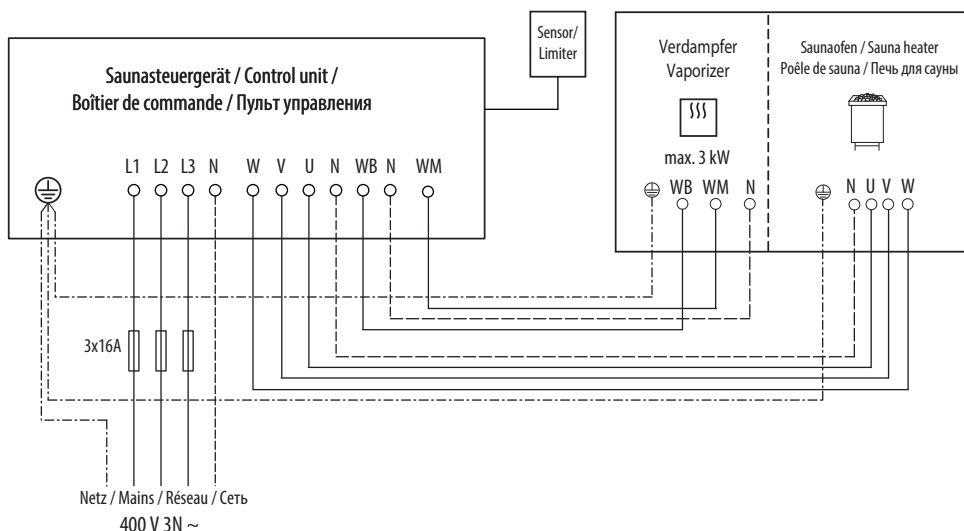 Saunasteuergerät / Control unit /
Boîtier de commande / Пульт управления
L1 L2 L3 N W V U N WB N WM
Sensor/
Limiter
Verdampfer
Vaporizer
max. 3 kW
WB WM N
Saunaofen / Sauna heater
Poêle de sauna / Печь для сауны
N U V W
3x16A
Netz / Mains / Réseau / Сеть
400 V 3N ~